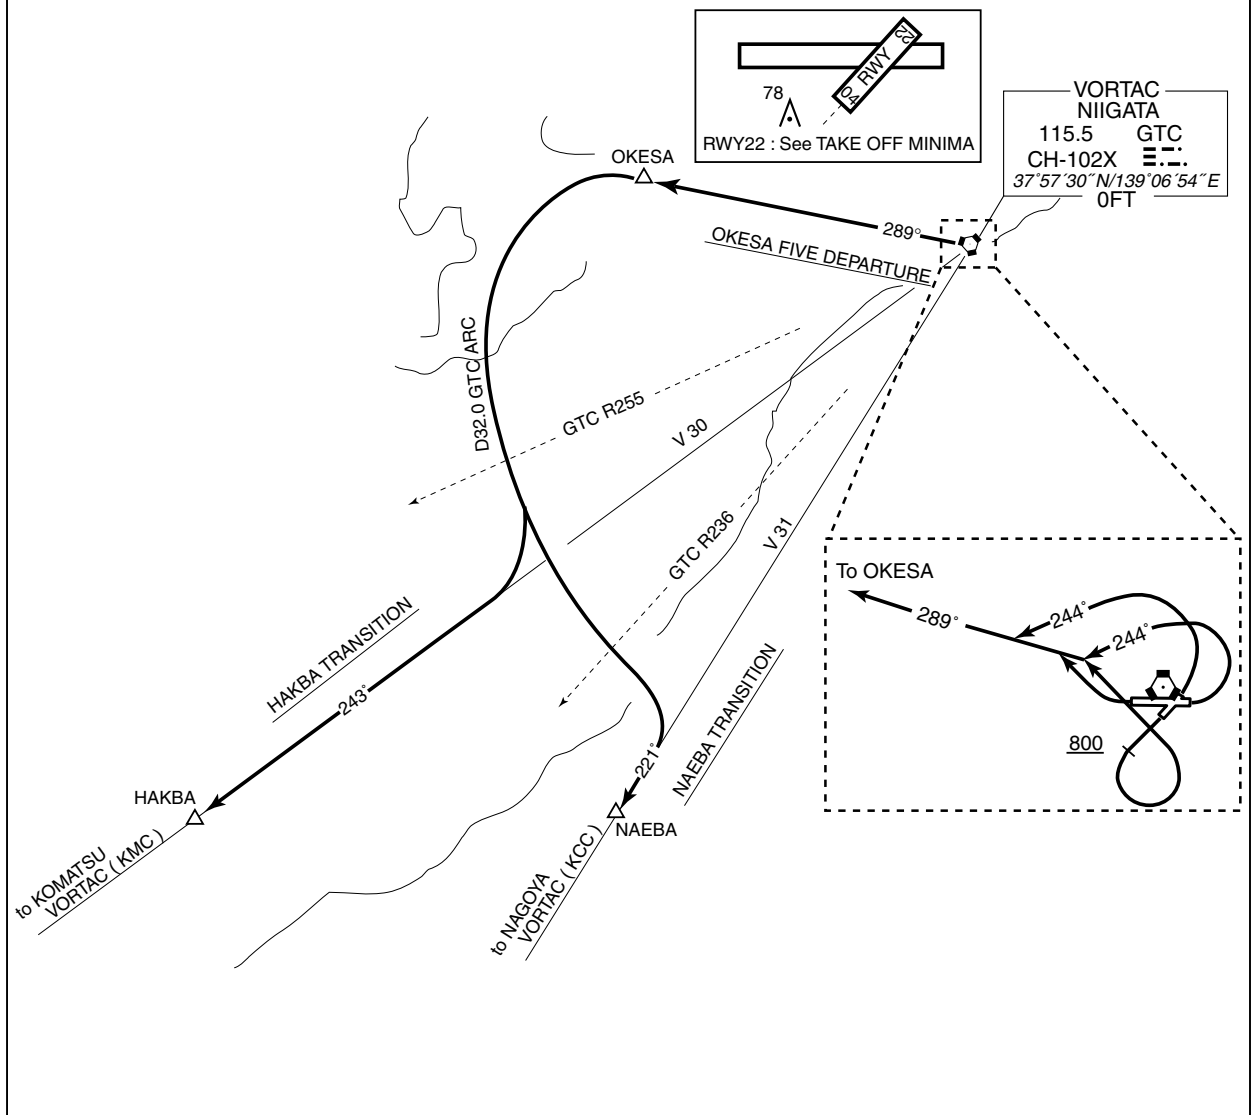 22
RWY
04
78
RWY22 : See TAKE OFF MINIMA
VORTAC
NIIGATA
115.5 GTC
CH-102X
37°57′30″N/139°06′54″E
0FT
OKESA
289°
OKESA FIVE DEPARTURE
D32.0 GTC ARC
GTC R255
V 30
GTC R236
V 31
To OKESA
289°
244°
244°
800
HAKBA TRANSITION
243°
NAEBA TRANSITION
221°
HAKBA
NAEBA
to KOMATSU
VORTAC ( KMC )
to NAGOYA
VORTAC ( KCC )